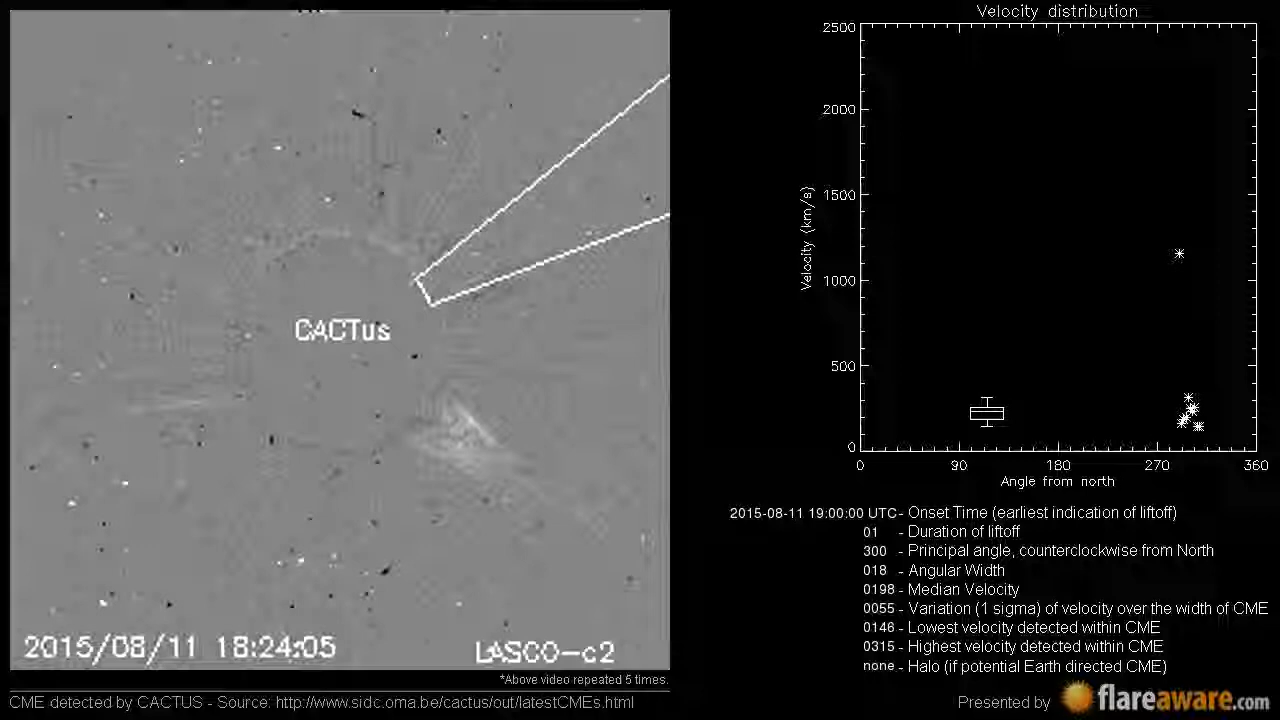 CACTus
2015/08/11 18:24:05
LASCO-c2
*Above video repeated 5 times.
CME detected by CACTUS - Source: http://www.sidc.oma.be/cactus/out/latestCMEs.html
Velocity distribution
2500
2000
1500
1000
500
0
Velocity (km/s)
0 90 180 270 360
Angle from north
2015-08-11 19:00:00 UTC - Onset Time (earliest indication of liftoff)
01 - Duration of liftoff
300 - Principal angle, counterclockwise from North
018 - Angular Width
0198 - Median Velocity
0055 - Variation (1 sigma) of velocity over the width of CME
0146 - Lowest velocity detected within CME
0315 - Highest velocity detected within CME
none - Halo (if potential Earth directed CME)
Presented by flareaware.com